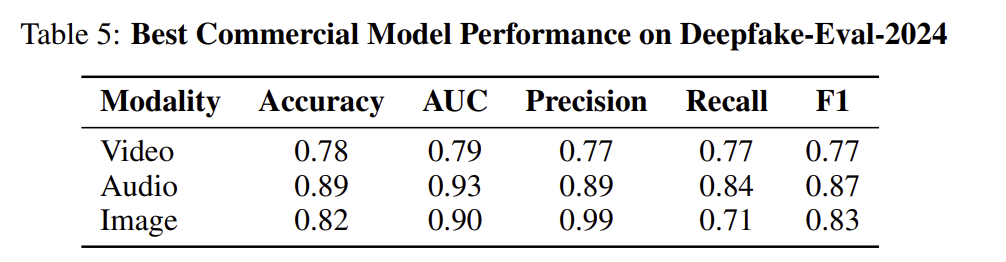 Table 5: Best Commercial Model Performance on Deepfake-Eval-2024
Modality Accuracy AUC Precision Recall F1
Video 0.78 0.79 0.77 0.77 0.77
Audio 0.89 0.93 0.89 0.84 0.87
Image 0.82 0.90 0.99 0.71 0.83